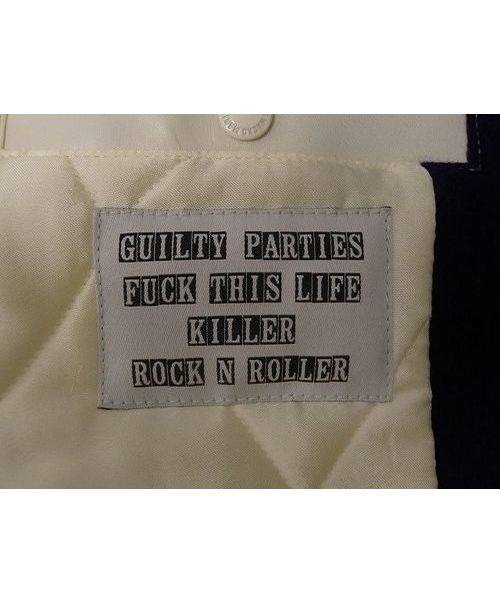 GUILTY PARTIES
FUCK THIS LIFE
KILLER
ROCK N ROLLER